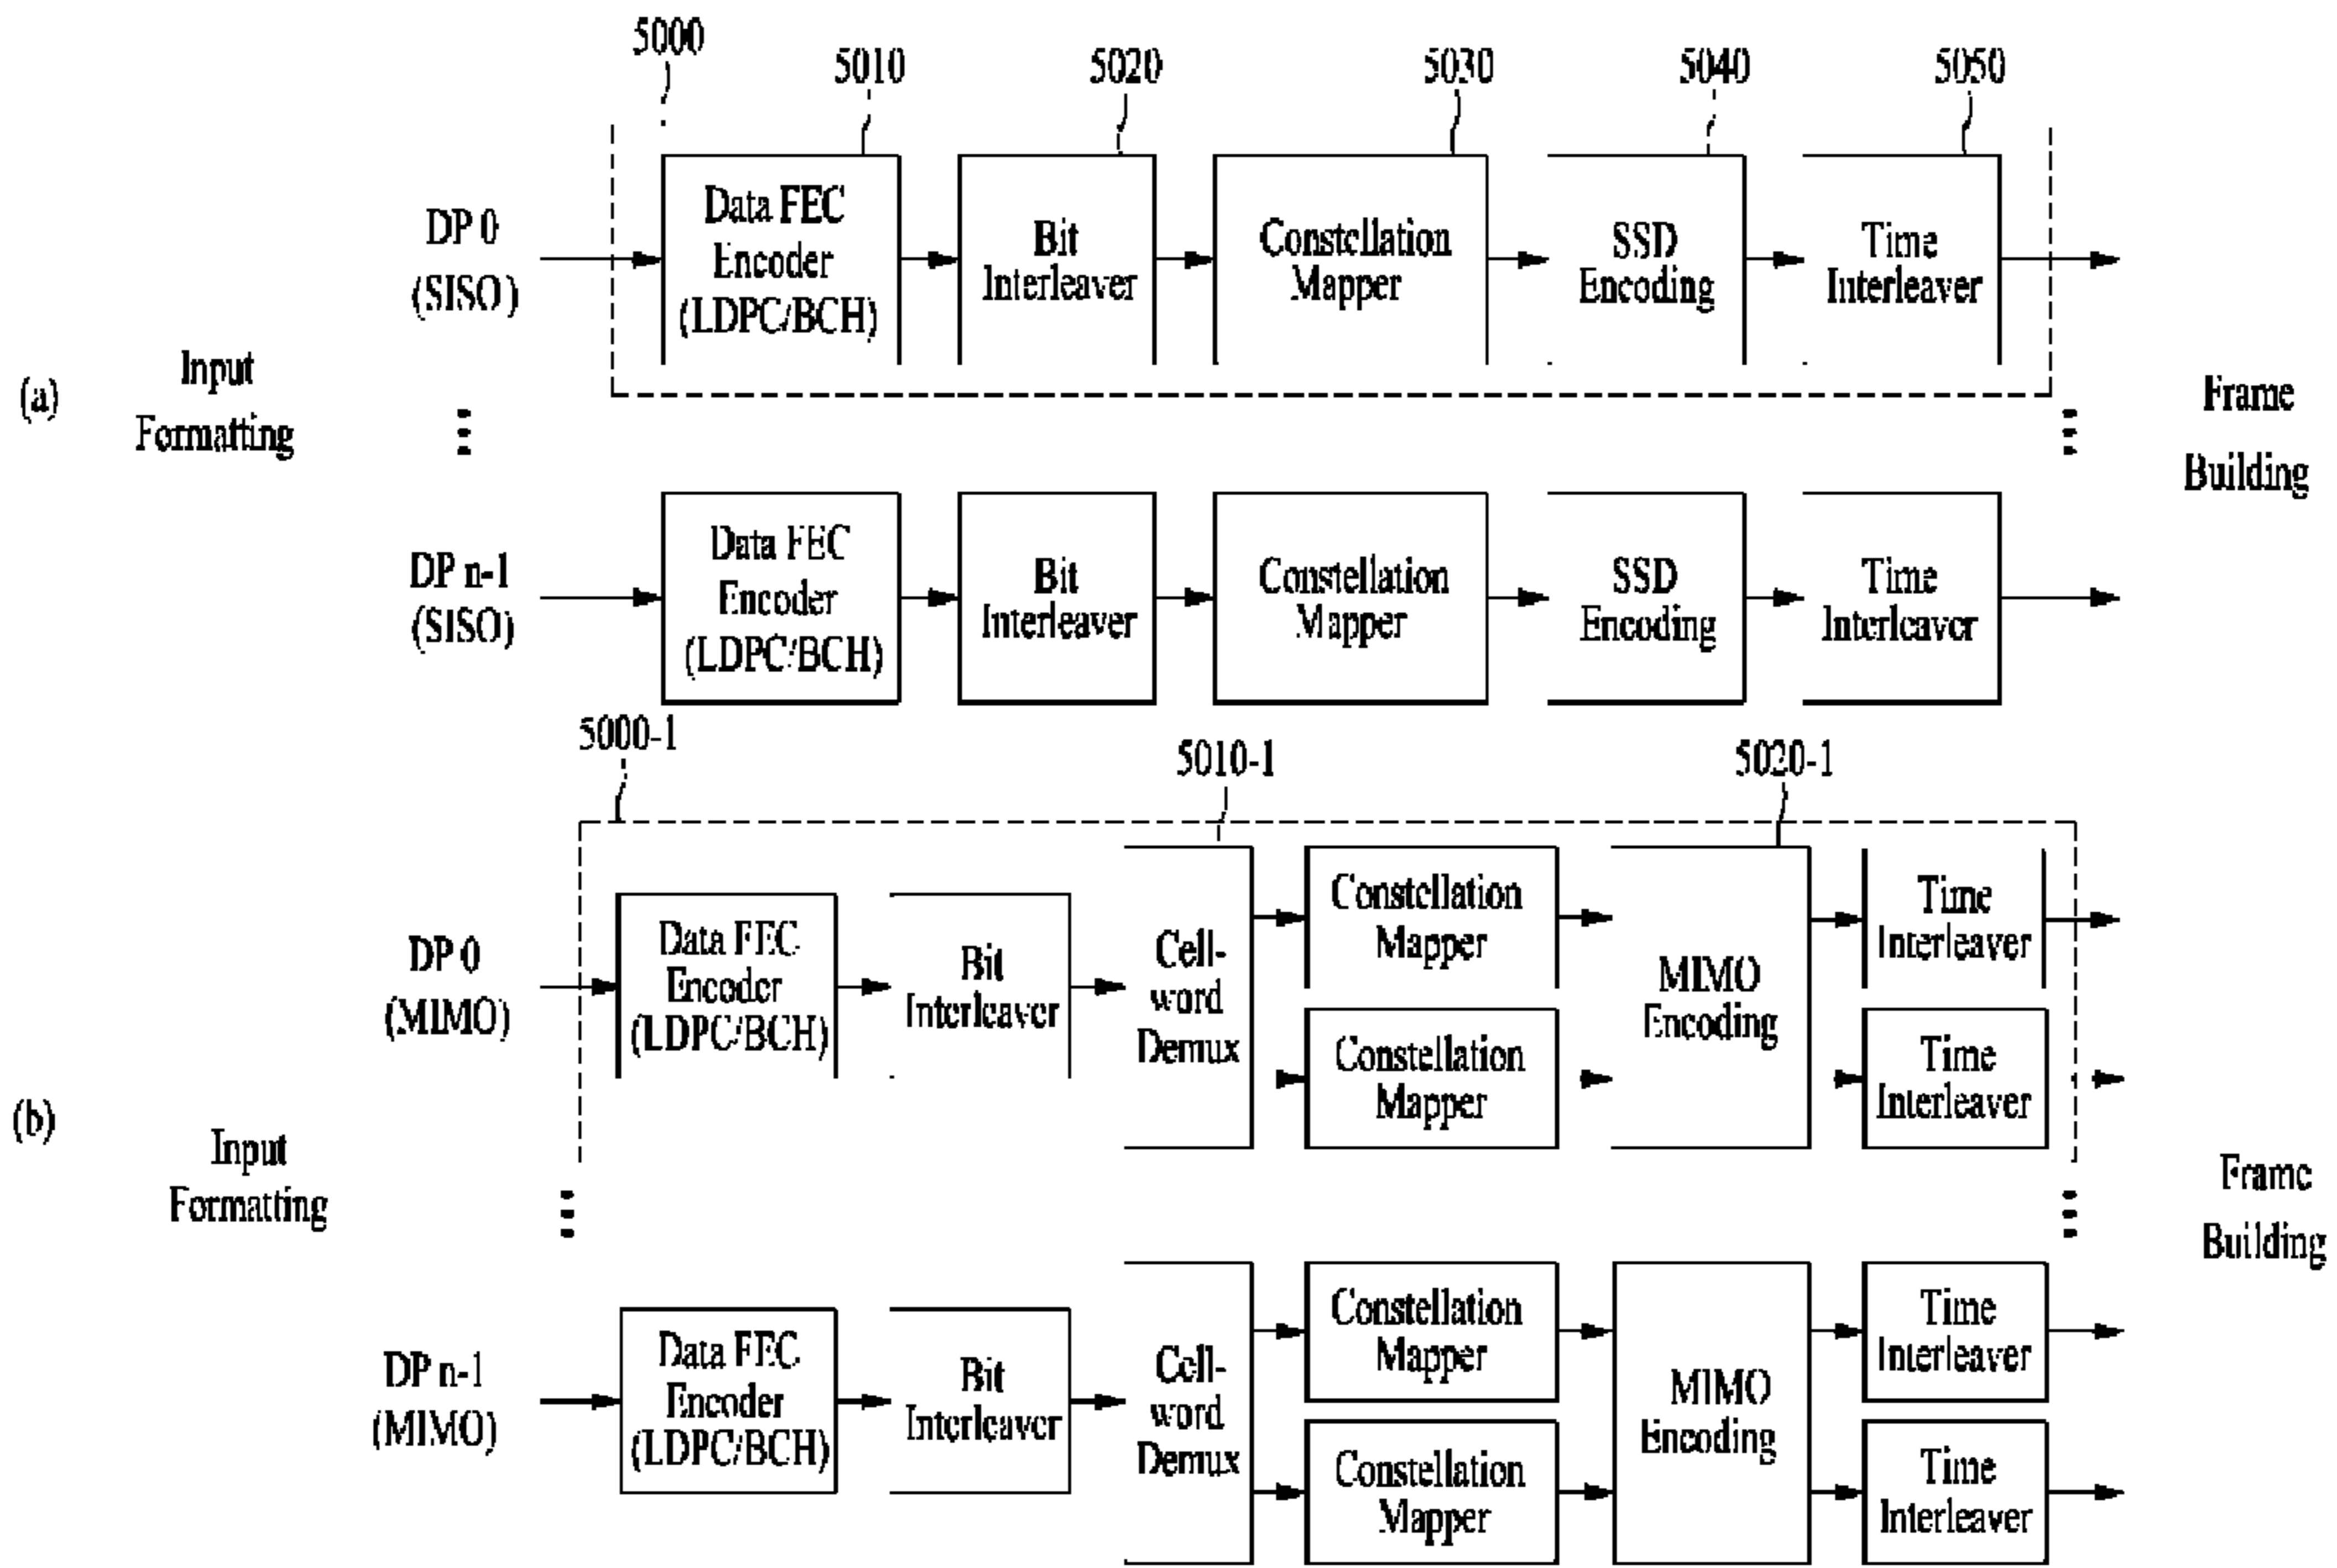 5000
5010
5020
5030
5040
5050
DP 0
(SISO)
Data FEC
Encoder
(LDPC/BCH)
Bit
Interleaver
Constellation
Mapper
SSD
Encoding
Time
Interleaver
(a)
Input
Formatting
Frame
Building
DP n-1
(SISO)
Data FEC
Encoder
(LDPC/BCH)
Bit
Interleaver
Constellation
Mapper
SSD
Encoding
Time
Interleaver
5000-1
5010-1
5020-1
DP 0
(MIMO)
Data FEC
Encoder
(LDPC/BCH)
Bit
Interleaver
Cell-
word
Demux
Constellation
Mapper
Constellation
Mapper
MIMO
Encoding
Time
Interleaver
Time
Interleaver
(b)
Input
Formatting
Frame
Building
DP n-1
(MIMO)
Data FEC
Encoder
(LDPC/BCH)
Bit
Interleaver
Cell-
word
Demux
Constellation
Mapper
Constellation
Mapper
MIMO
Encoding
Time
Interleaver
Time
Interleaver